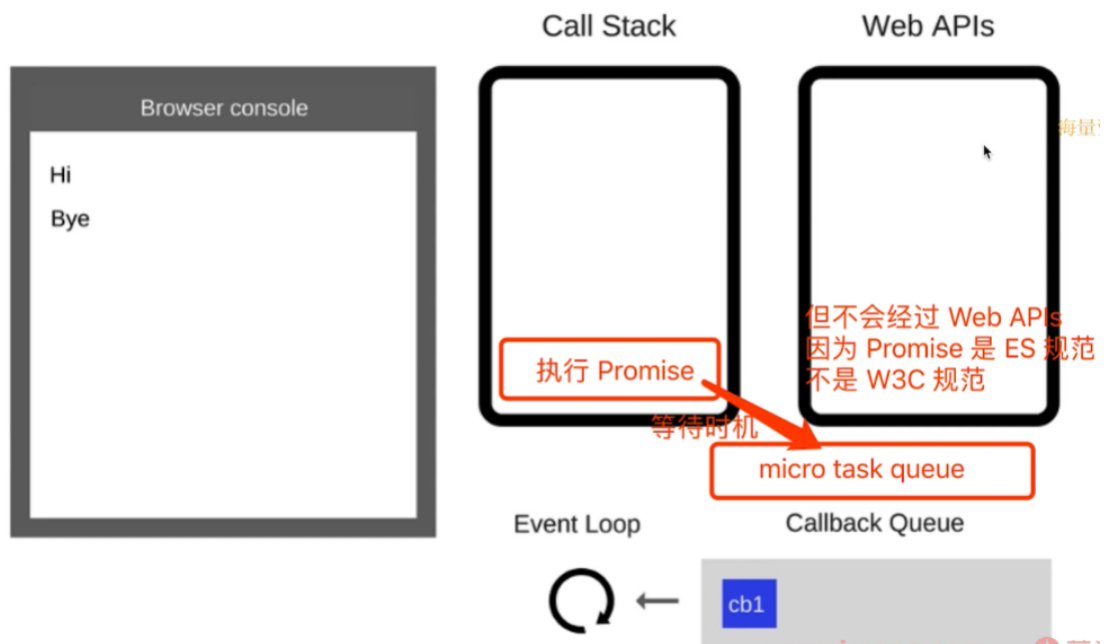 Call Stack
Web APIs
Browser console
Hi
Bye
海量
但不会经过 Web APIs
因为 Promise 是 ES 规范
不是 W3C 规范
执行 Promise
等待时机
micro task queue
Event Loop
Callback Queue
cb1